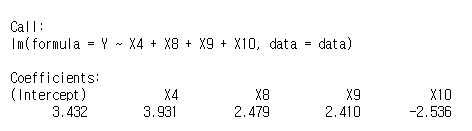 Call:
lm(formula = Y ~ X4 + X8 + X9 + X10, data = data)
Coefficients:
(Intercept) X4 X8 X9 X10
3.432 3.931 2.479 2.410 -2.536